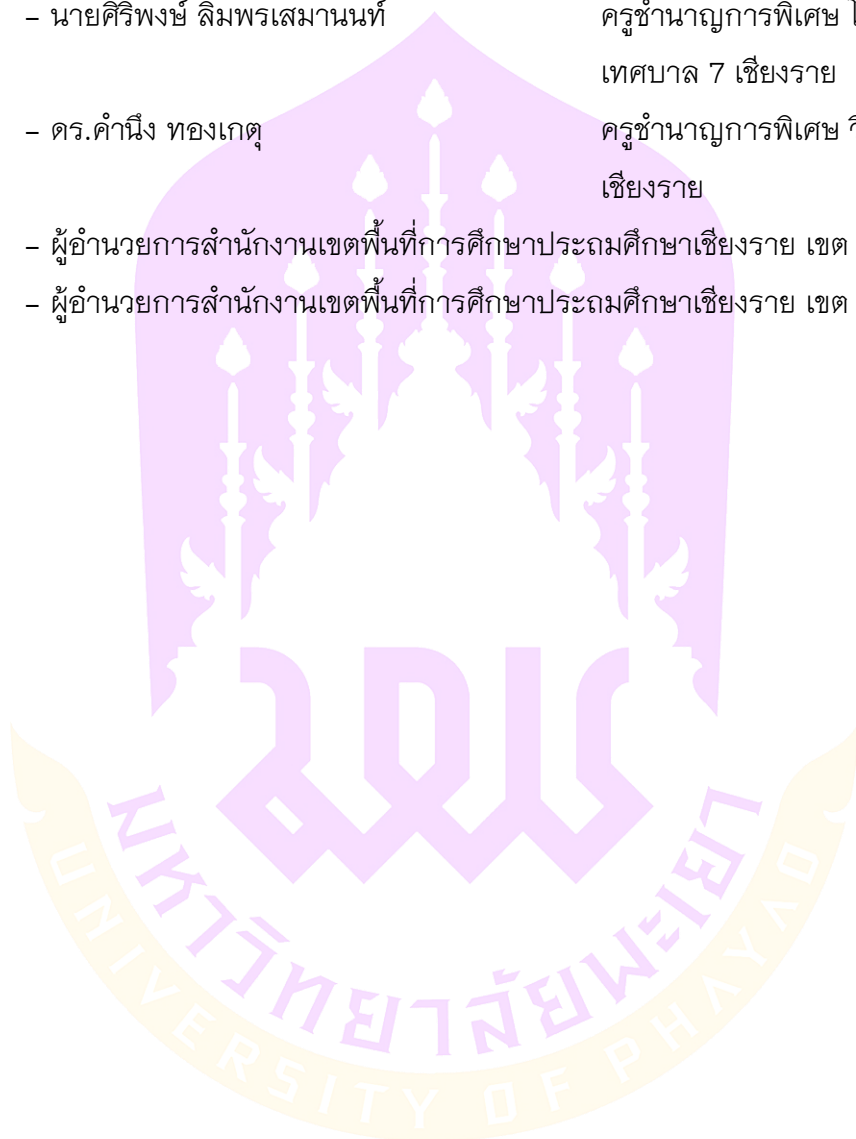 – นายศิริพงษ์ ลิมพรเสมานนท์ ครูชำนาญการพิเศษ
เทศบาล 7 เชียงราย
– ดร.คำนึง ทองเกตุ ครูชำนาญการพิเศษ
เชียงราย
– ผู้อำนวยการสำนักงานเขตพื้นที่การศึกษาประถมศึกษาเชียงราย เขต
– ผู้อำนวยการสำนักงานเขตพื้นที่การศึกษาประถมศึกษาเชียงราย เขต
มหาวิทยาลัยพะเยา
UNIVERSITY OF PHAYAO